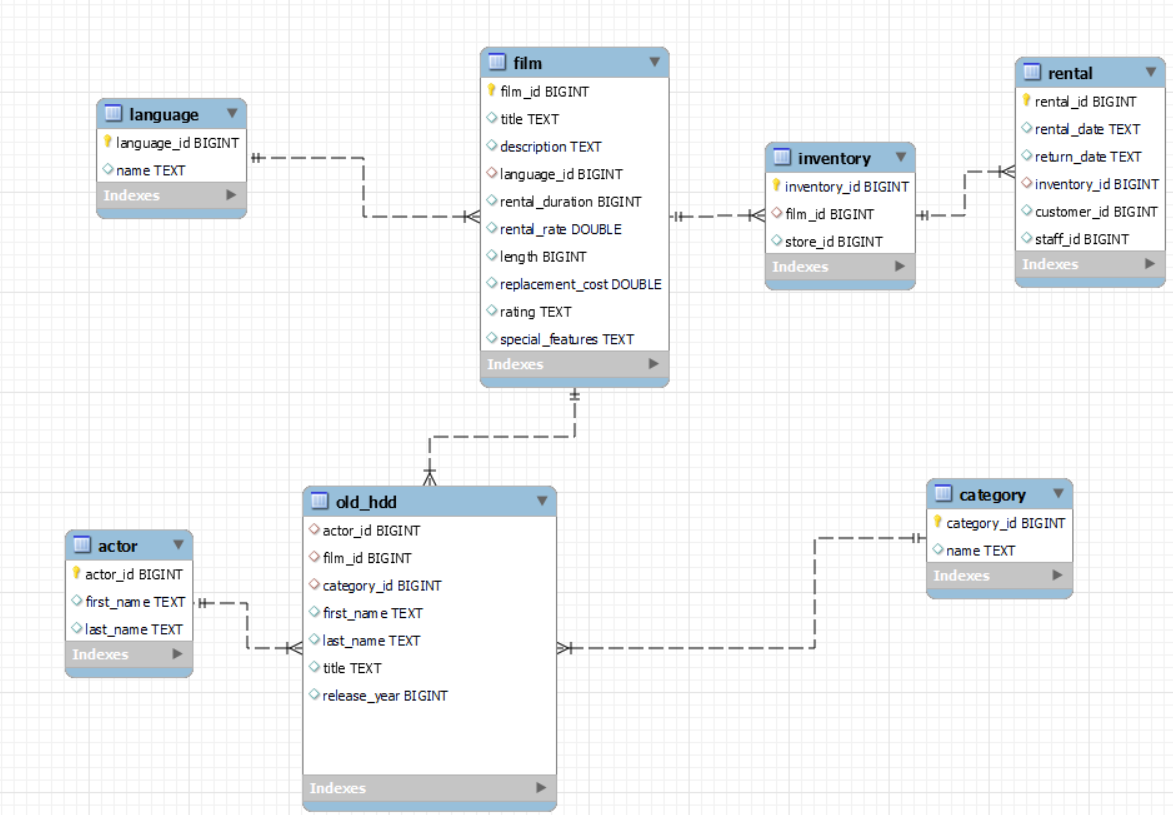 language
language_id BIGINT
name TEXT
Indexes
film
film_id BIGINT
title TEXT
description TEXT
language_id BIGINT
rental_duration BIGINT
rental_rate DOUBLE
length BIGINT
replacement_cost DOUBLE
rating TEXT
special_features TEXT
Indexes
inventory
inventory_id BIGINT
film_id BIGINT
store_id BIGINT
Indexes
rental
rental_id BIGINT
rental_date TEXT
return_date TEXT
inventory_id BIGINT
customer_id BIGINT
staff_id BIGINT
Indexes
actor
actor_id BIGINT
first_name TEXT
last_name TEXT
Indexes
old_hdd
actor_id BIGINT
film_id BIGINT
category_id BIGINT
first_name TEXT
last_name TEXT
title TEXT
release_year BIGINT
Indexes
category
category_id BIGINT
name TEXT
Indexes